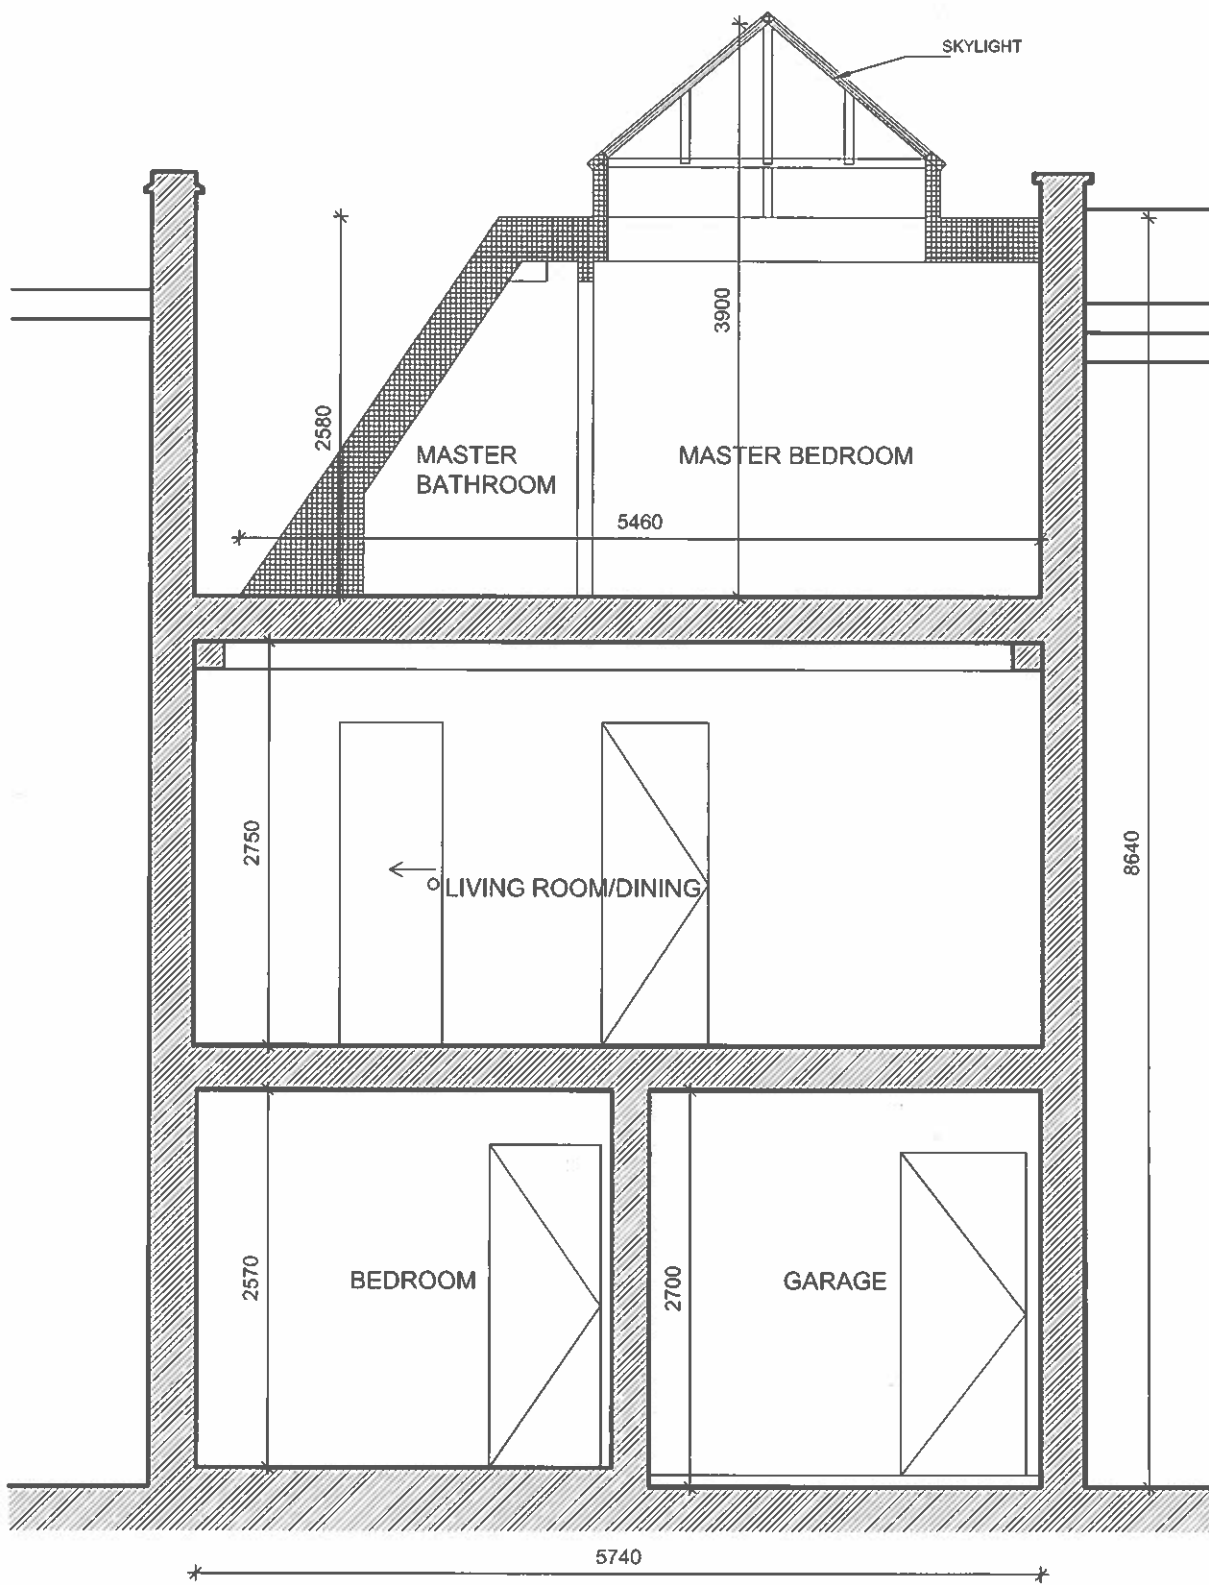 SKYLIGHT
3900
2580
MASTER
BATHROOM
MASTER BEDROOM
5460
2750
LIVING ROOM/DINING
8640
2570
BEDROOM
2700
GARAGE
5740